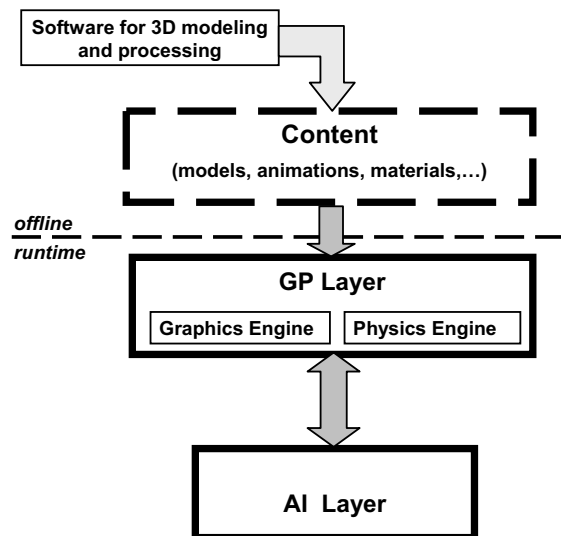 Software for 3D modeling
and processing
Content
(models, animations, materials,…)
offline
runtime
GP Layer
Graphics Engine
Physics Engine
AI Layer